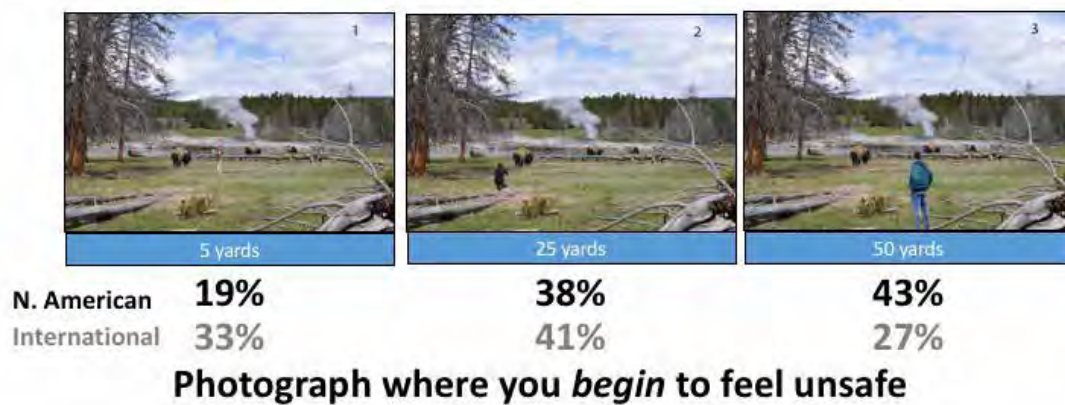 1 2 3
5 yards 25 yards 50 yards
N. American 19% 38% 43%
International 33% 41% 27%
Photograph where you begin to feel unsafe